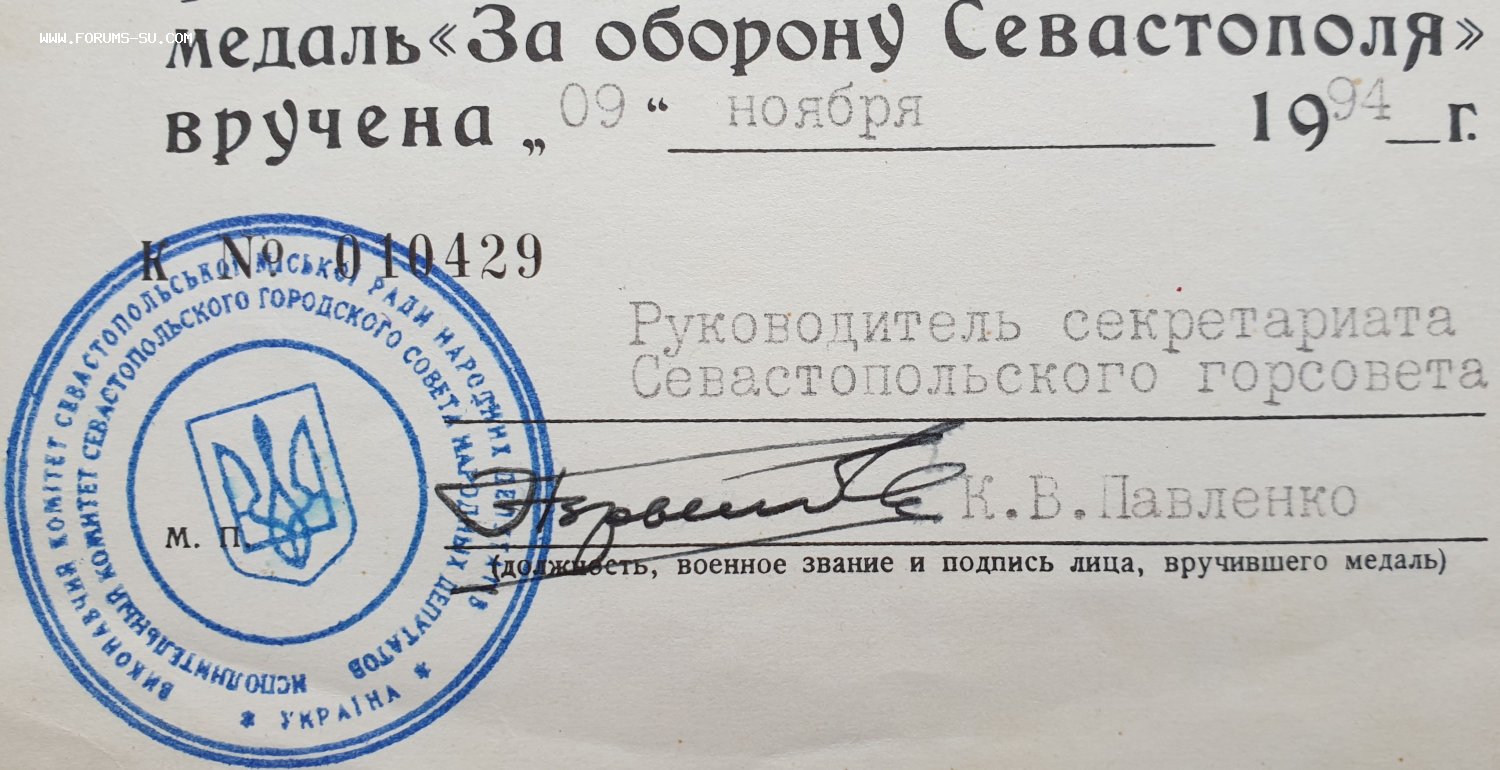 WWW.FORUMS-SU.COM
медаль «За оборону Севастополя»
вручена „09“ ноября 1994 г.
К № 010429
Руководитель секретариата
Севастопольского горсовета
К.В.Павленко
М. П.
(должность, военное звание и подпись лица, вручившего медаль)
ВИКОНАВЧИЙ КОМІТЕТ СЕВАСТОПОЛЬСЬКОЇ МІСЬКОЇ РАДИ НАРОДНИХ ДЕПУТАТІВ
* УКРАЇНА *
ИСПОЛНИТЕЛЬНЫЙ КОМИТЕТ СЕВАСТОПОЛЬСКОГО ГОРОДСКОГО СОВЕТА НАРОДНЫХ ДЕПУТАТОВ